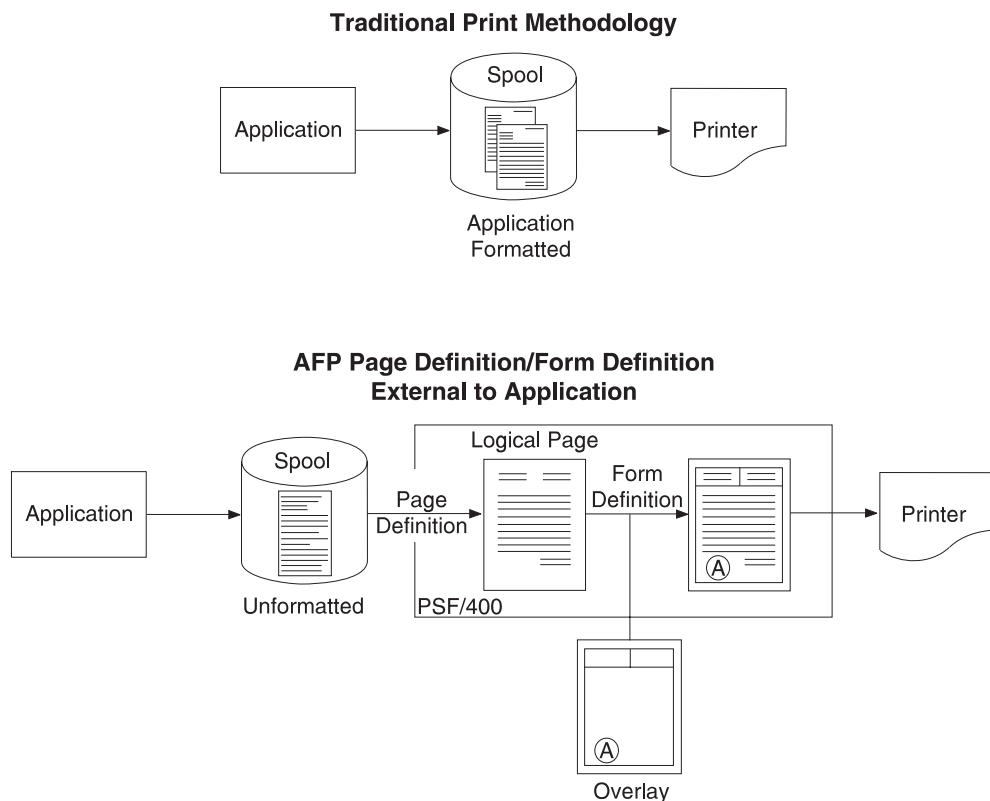 Traditional Print Methodology
Spool
Application
Printer
Application
Formatted
AFP Page Definition/Form Definition
External to Application
Logical Page
Spool
Form
Definition
Page
Definition
Application
Printer
A
Unformatted
PSF/400
A
Overlay